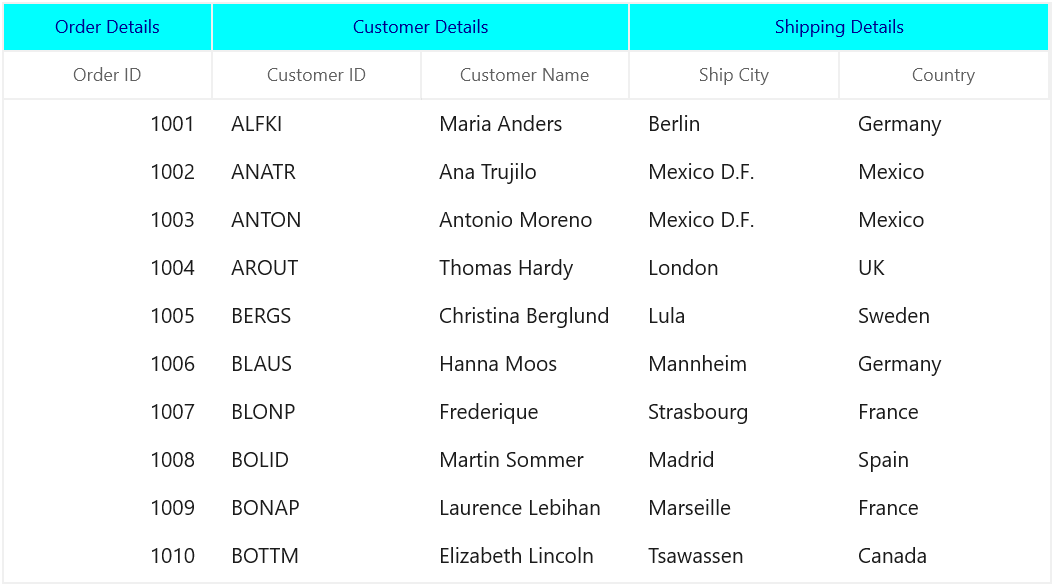 Order Details Customer Details Shipping Details
Order ID Customer ID Customer Name Ship City Country
1001 ALFKI Maria Anders Berlin Germany
1002 ANATR Ana Trujilo Mexico D.F. Mexico
1003 ANTON Antonio Moreno Mexico D.F. Mexico
1004 AROUT Thomas Hardy London UK
1005 BERGS Christina Berglund Lula Sweden
1006 BLAUS Hanna Moos Mannheim Germany
1007 BLONP Frederique Strasbourg France
1008 BOLID Martin Sommer Madrid Spain
1009 BONAP Laurence Lebihan Marseille France
1010 BOTTM Elizabeth Lincoln Tsawassen Canada